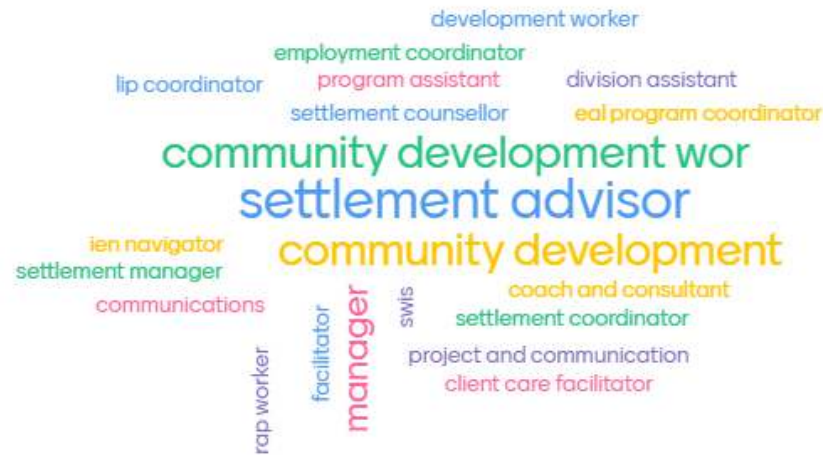 development worker
employment coordinator
lip coordinator
program assistant
division assistant
settlement counsellor
eal program coordinator
community development wor
settlement advisor
ien navigator
community development
settlement manager
coach and consultant
communications
facilitator
manager
swis
settlement coordinator
rap worker
project and communication
client care facilitator